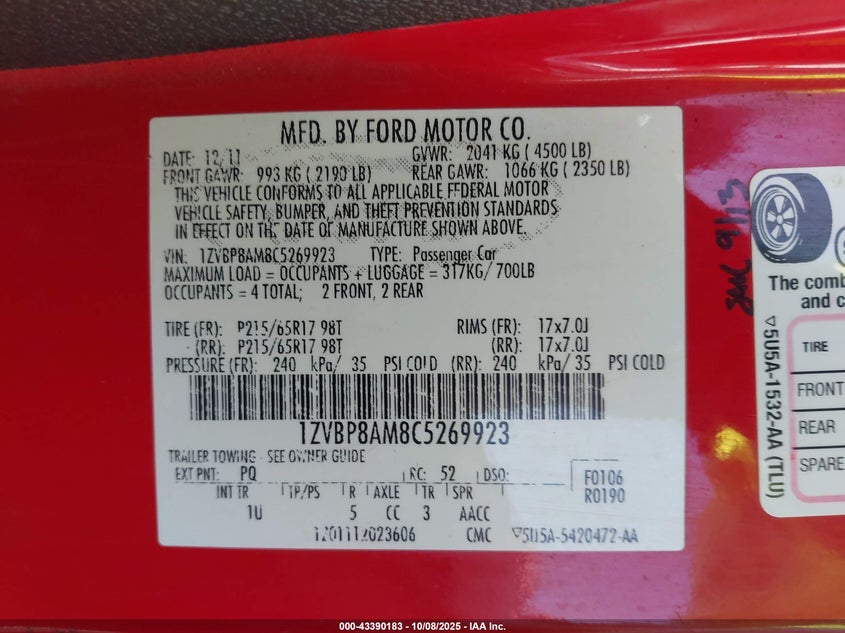 MFD. BY FORD MOTOR CO.
DATE: 12/11 GVWR: 2041 KG ( 4500 LB)
FRONT GAWR: 993 KG ( 2190 LB) REAR GAWR: 1066 KG ( 2350 LB)
THIS VEHICLE CONFORMS TO ALL APPLICABLE FEDERAL MOTOR
VEHICLE SAFETY, BUMPER, AND THEFT PREVENTION STANDARDS
IN EFFECT ON THE DATE OF MANUFACTURE SHOWN ABOVE.
VIN: 1ZVBP8AM8C5269923 TYPE: Passenger Car
MAXIMUM LOAD = OCCUPANTS + LUGGAGE = 317KG/ 700LB
OCCUPANTS = 4 TOTAL; 2 FRONT, 2 REAR
TIRE (FR): P215/65R17 98T RIMS (FR): 17x7.0J
(RR): P215/65R17 98T (RR): 17x7.0J
PRESSURE (FR): 240 kPa/ 35 PSI COLD (RR): 240 kPa/ 35 PSI COLD
1ZVBP8AM8C5269923
TRAILER TOWING - SEE OWNER GUIDE
EXT PNT: PQ RC: 52 DSO:
F0106
R0190
INT TR TP/PS R AXLE TR SPR
1U 5 CC 3 AACC
CMC ▽5U5A-5420472-AA
9/13
The comb
and c
▽5U5A-1532-AA (TLU)
TIRE
FRONT
REAR
SPARE
000-43390183 - 10/08/2025 - IAA Inc.